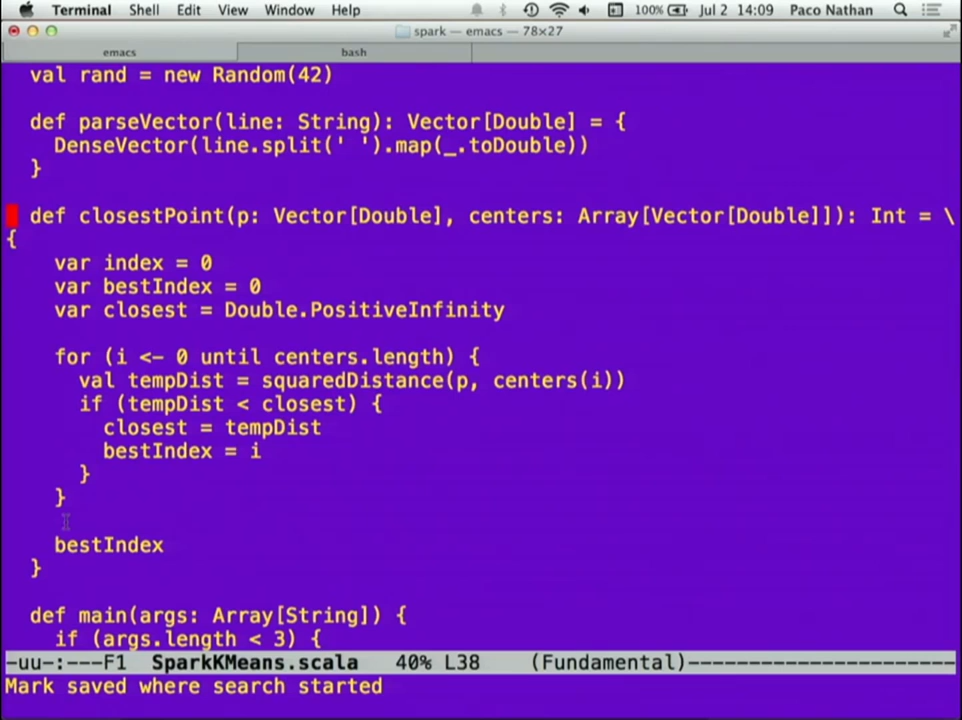 Terminal Shell Edit View Window Help 100% Jul 2 14:09 Paco Nathan
spark — emacs — 78×27
emacs bash
val rand = new Random(42)
def parseVector(line: String): Vector[Double] = {
DenseVector(line.split(' ').map(_.toDouble))
}
def closestPoint(p: Vector[Double], centers: Array[Vector[Double]]): Int = \
{
var index = 0
var bestIndex = 0
var closest = Double.PositiveInfinity
for (i <- 0 until centers.length) {
val tempDist = squaredDistance(p, centers(i))
if (tempDist < closest) {
closest = tempDist
bestIndex = i
}
}
bestIndex
}
def main(args: Array[String]) {
if (args.length < 3) {
-uu-:---F1 SparkKMeans.scala 40% L38 (Fundamental)----------------------
Mark saved where search started